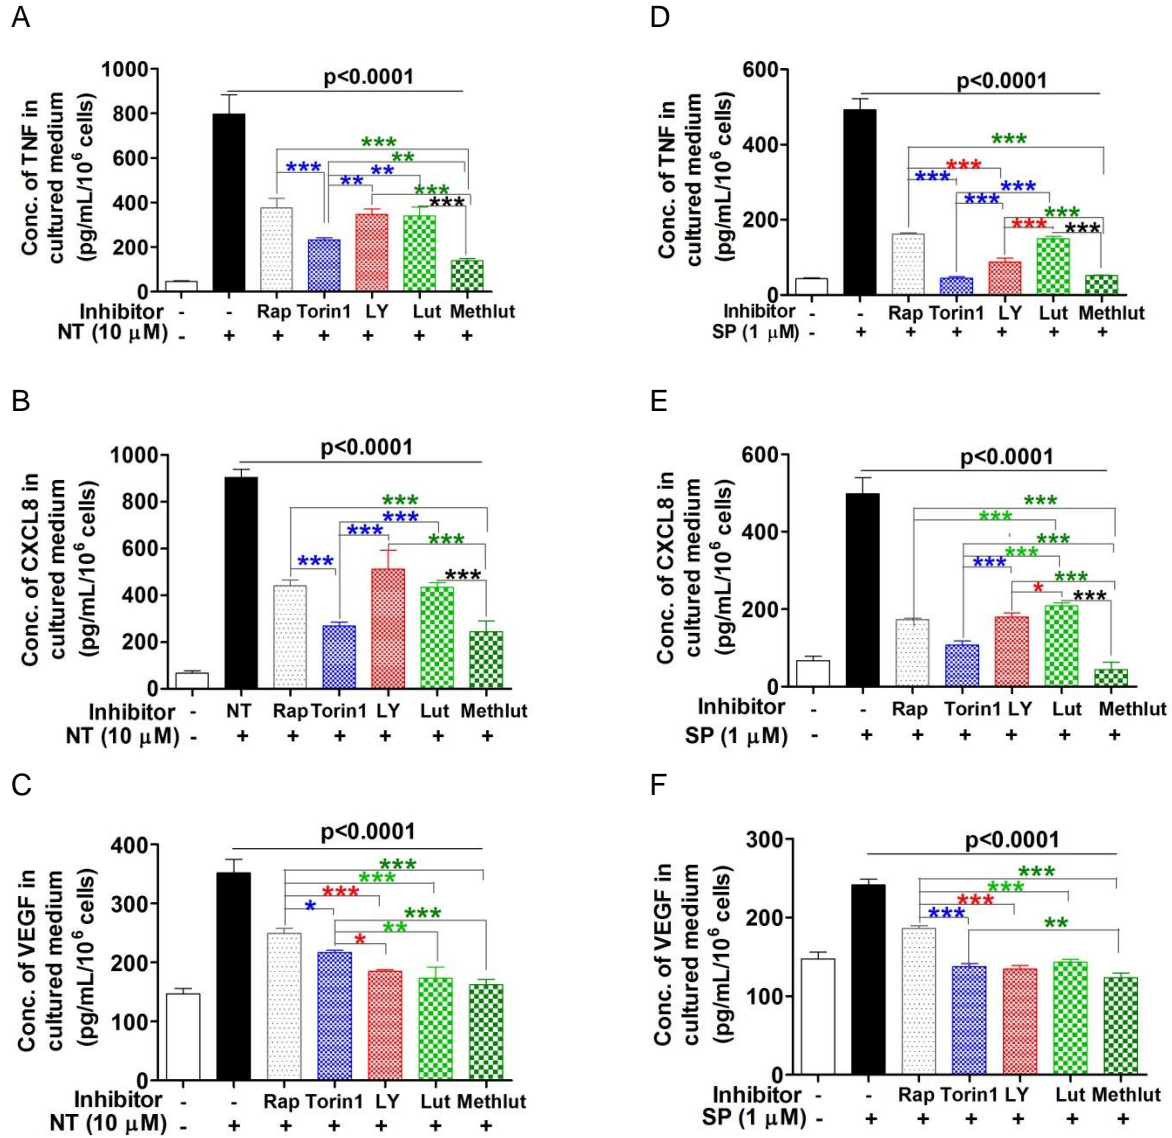 A
Conc. of TNF in
cultured medium
(pg/mL/10⁶ cells)
1000
800
600
400
200
0
p<0.0001
***
***
**
**
**
***
***
Inhibitor - - Rap Torin1 LY Lut Methlut
NT (10 µM) - + + + + + +
D
Conc. of TNF in
cultured medium
(pg/mL/10⁶ cells)
600
400
200
0
p<0.0001
***
***
***
***
***
***
***
***
Inhibitor - - Rap Torin1 LY Lut Methlut
SP (1 µM) - + + + + + +
B
Conc. of CXCL8 in
cultured medium
(pg/mL/10⁶ cells)
1000
800
600
400
200
0
p<0.0001
***
***
***
***
***
***
Inhibitor - NT Rap Torin1 LY Lut Methlut
NT (10 µM) - + + + + + +
E
Conc. of CXCL8 in
cultured medium
(pg/mL/10⁶ cells)
600
400
200
0
p<0.0001
***
***
***
***
***
***
*
***
Inhibitor - - Rap Torin1 LY Lut Methlut
SP (1 µM) - + + + + + +
C
Conc. of VEGF in
cultured medium
(pg/mL/10⁶ cells)
400
300
200
100
0
p<0.0001
***
***
***
*
***
**
*
Inhibitor - - Rap Torin1 LY Lut Methlut
NT (10 µM) - + + + + + +
F
Conc. of VEGF in
cultured medium
(pg/mL/10⁶ cells)
300
200
100
0
p<0.0001
***
***
***
***
**
Inhibitor - - Rap Torin1 LY Lut Methlut
SP (1 µM) - + + + + + +